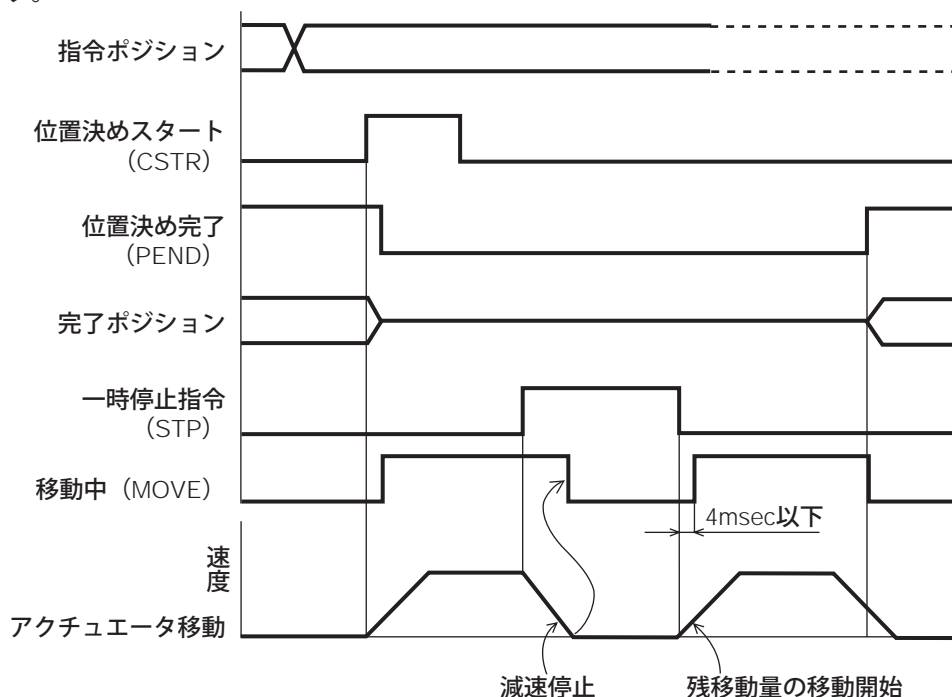 す。
指令ポジション
位置決めスタート
（CSTR）
位置決め完了
（PEND）
完了ポジション
一時停止指令
（STP）
移動中（MOVE）
4msec以下
速度
アクチュエータ移動
減速停止
残移動量の移動開始